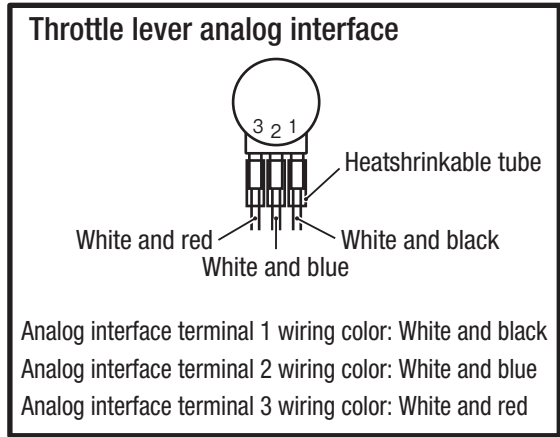 Throttle lever analog interface
3 2 1
Heatshrinkable tube
White and red
White and black
White and blue
Analog interface terminal 1 wiring color: White and black
Analog interface terminal 2 wiring color: White and blue
Analog interface terminal 3 wiring color: White and red